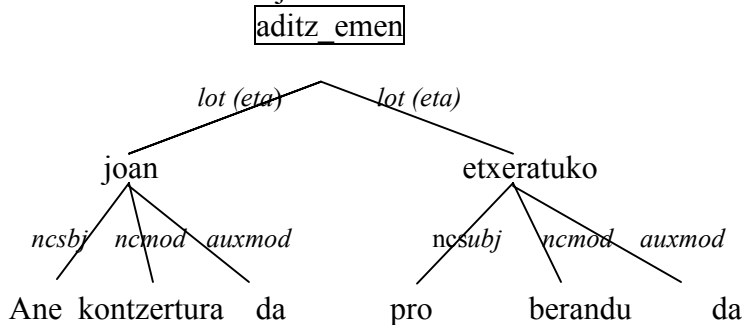 aditz_emen
lot (eta) lot (eta)
joan etxeratuko
ncsbj ncmod auxmod ncsubj ncmod auxmod
Ane kontzertura da pro berandu da